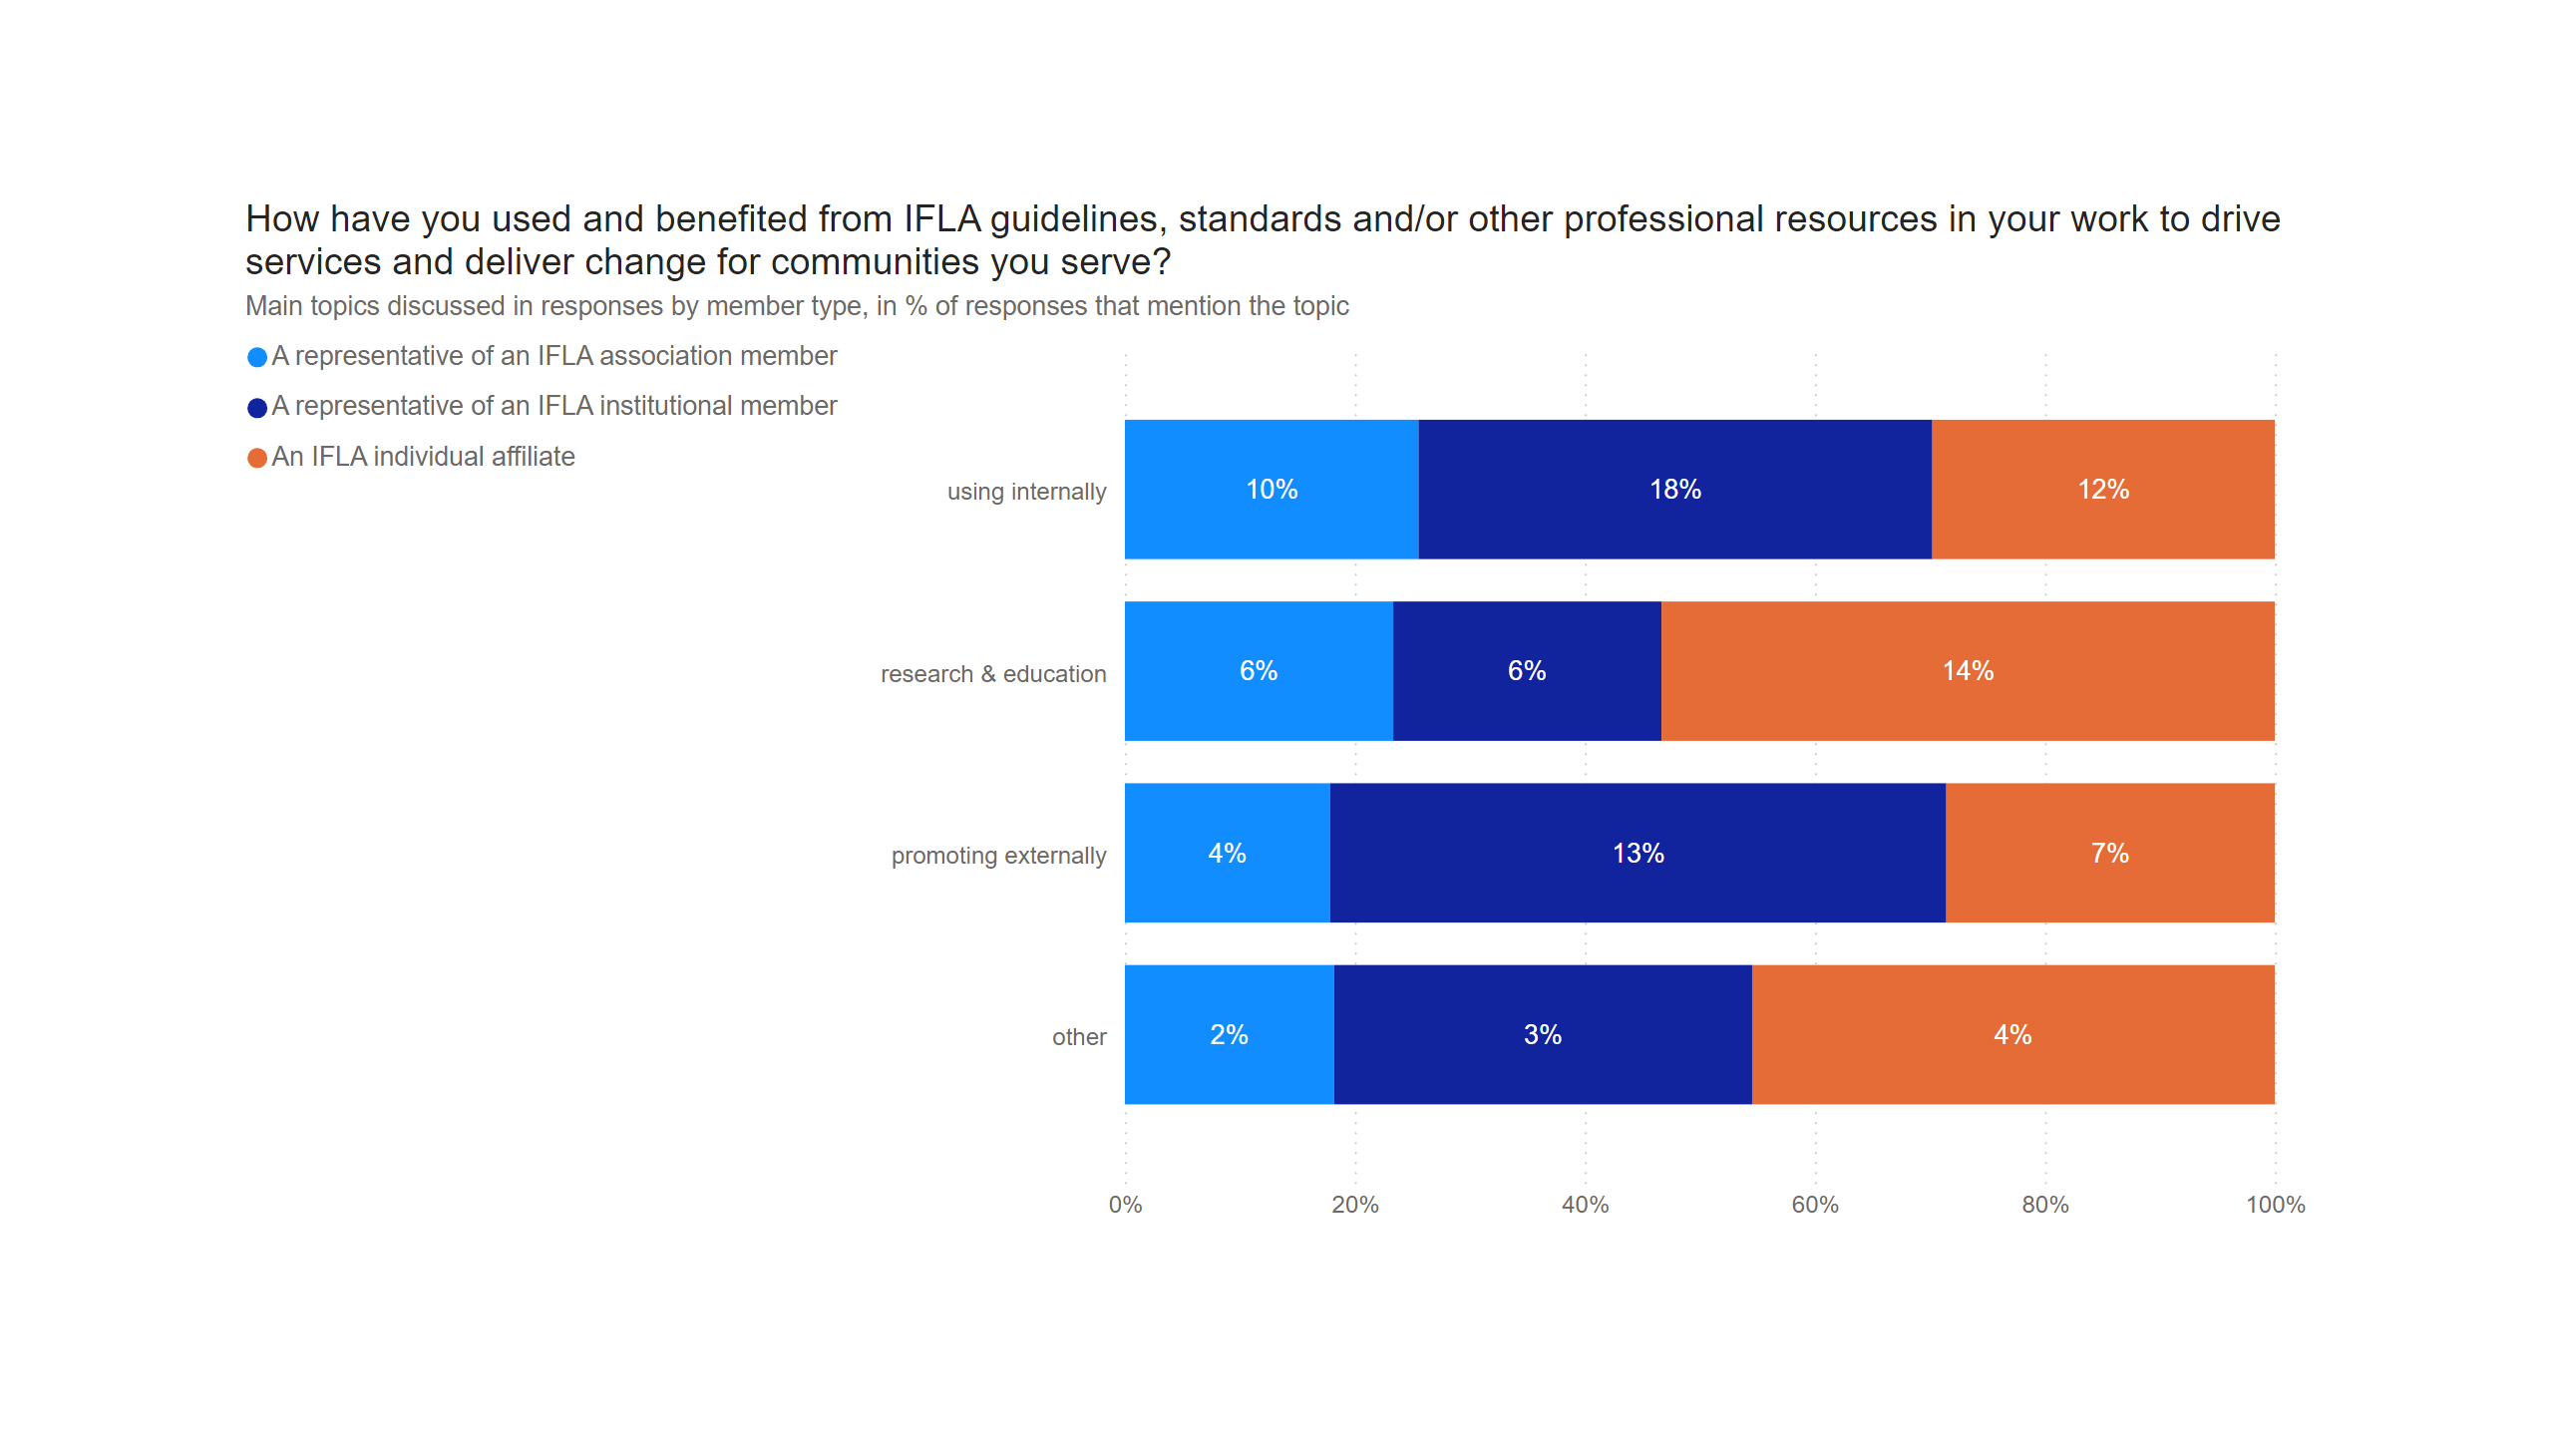 How have you used and benefited from IFLA guidelines, standards and/or other professional resources in your work to drive
services and deliver change for communities you serve?
Main topics discussed in responses by member type, in % of responses that mention the topic
A representative of an IFLA association member
A representative of an IFLA institutional member
An IFLA individual affiliate
using internally 10% 18% 12%
research & education 6% 6% 14%
promoting externally 4% 13% 7%
other 2% 3% 4%
0% 20% 40% 60% 80% 100%